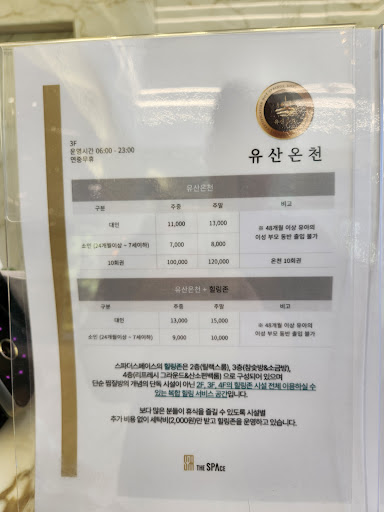 유산온천
3F
운영시간 06:00 - 23:00
연중무휴
유산온천
구분 주중 주말 비고
대인 11,000 13,000 ※ 48개월 이상 유아의
이성 부모 동반 출입 불가
소인 (24개월이상 ~ 7세이하) 7,000 8,000
10회권 100,000 120,000 온천 10회권
유산온천 + 힐링존
구분 주중 주말 비고
대인 13,000 15,000 ※ 48개월 이상 유아의
이성 부모 동반 출입 불가
소인 (24개월이상 ~ 7세이하) 9,000 10,000
스파더스페이스의 힐링존은 2층(릴렉스룸), 3층(참숯방&소금방),
4층(리프레시 그라운드&산소편백룸) 으로 구성되어 있으며
단순 찜질방의 개념의 단독 시설이 아닌 2F, 3F, 4F의 힐링존 시설 전체 이용하실 수
있는 복합 힐링 서비스 공간입니다.
보다 많은 분들이 휴식을 즐길 수 있도록 시설별
추가 비용 없이 세탁비(2,000원)만 받고 힐링존을 운영하고 있습니다.
THE SPAce